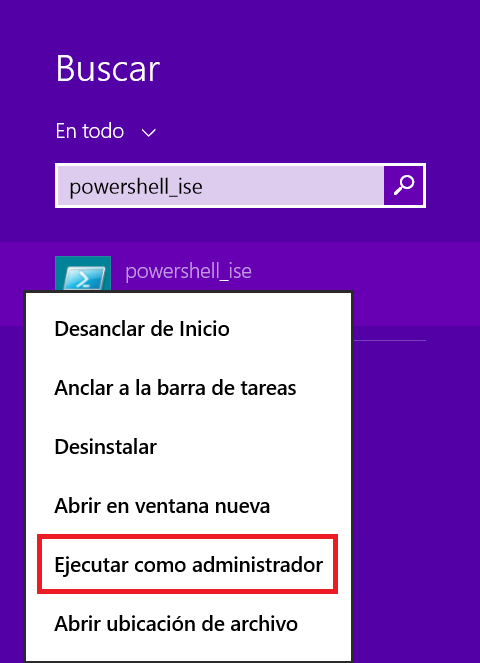 Buscar
En todo
powershell_ise
powershell_ise
Desanclar de Inicio
Anclar a la barra de tareas
Desinstalar
Abrir en ventana nueva
Ejecutar como administrador
Abrir ubicación de archivo